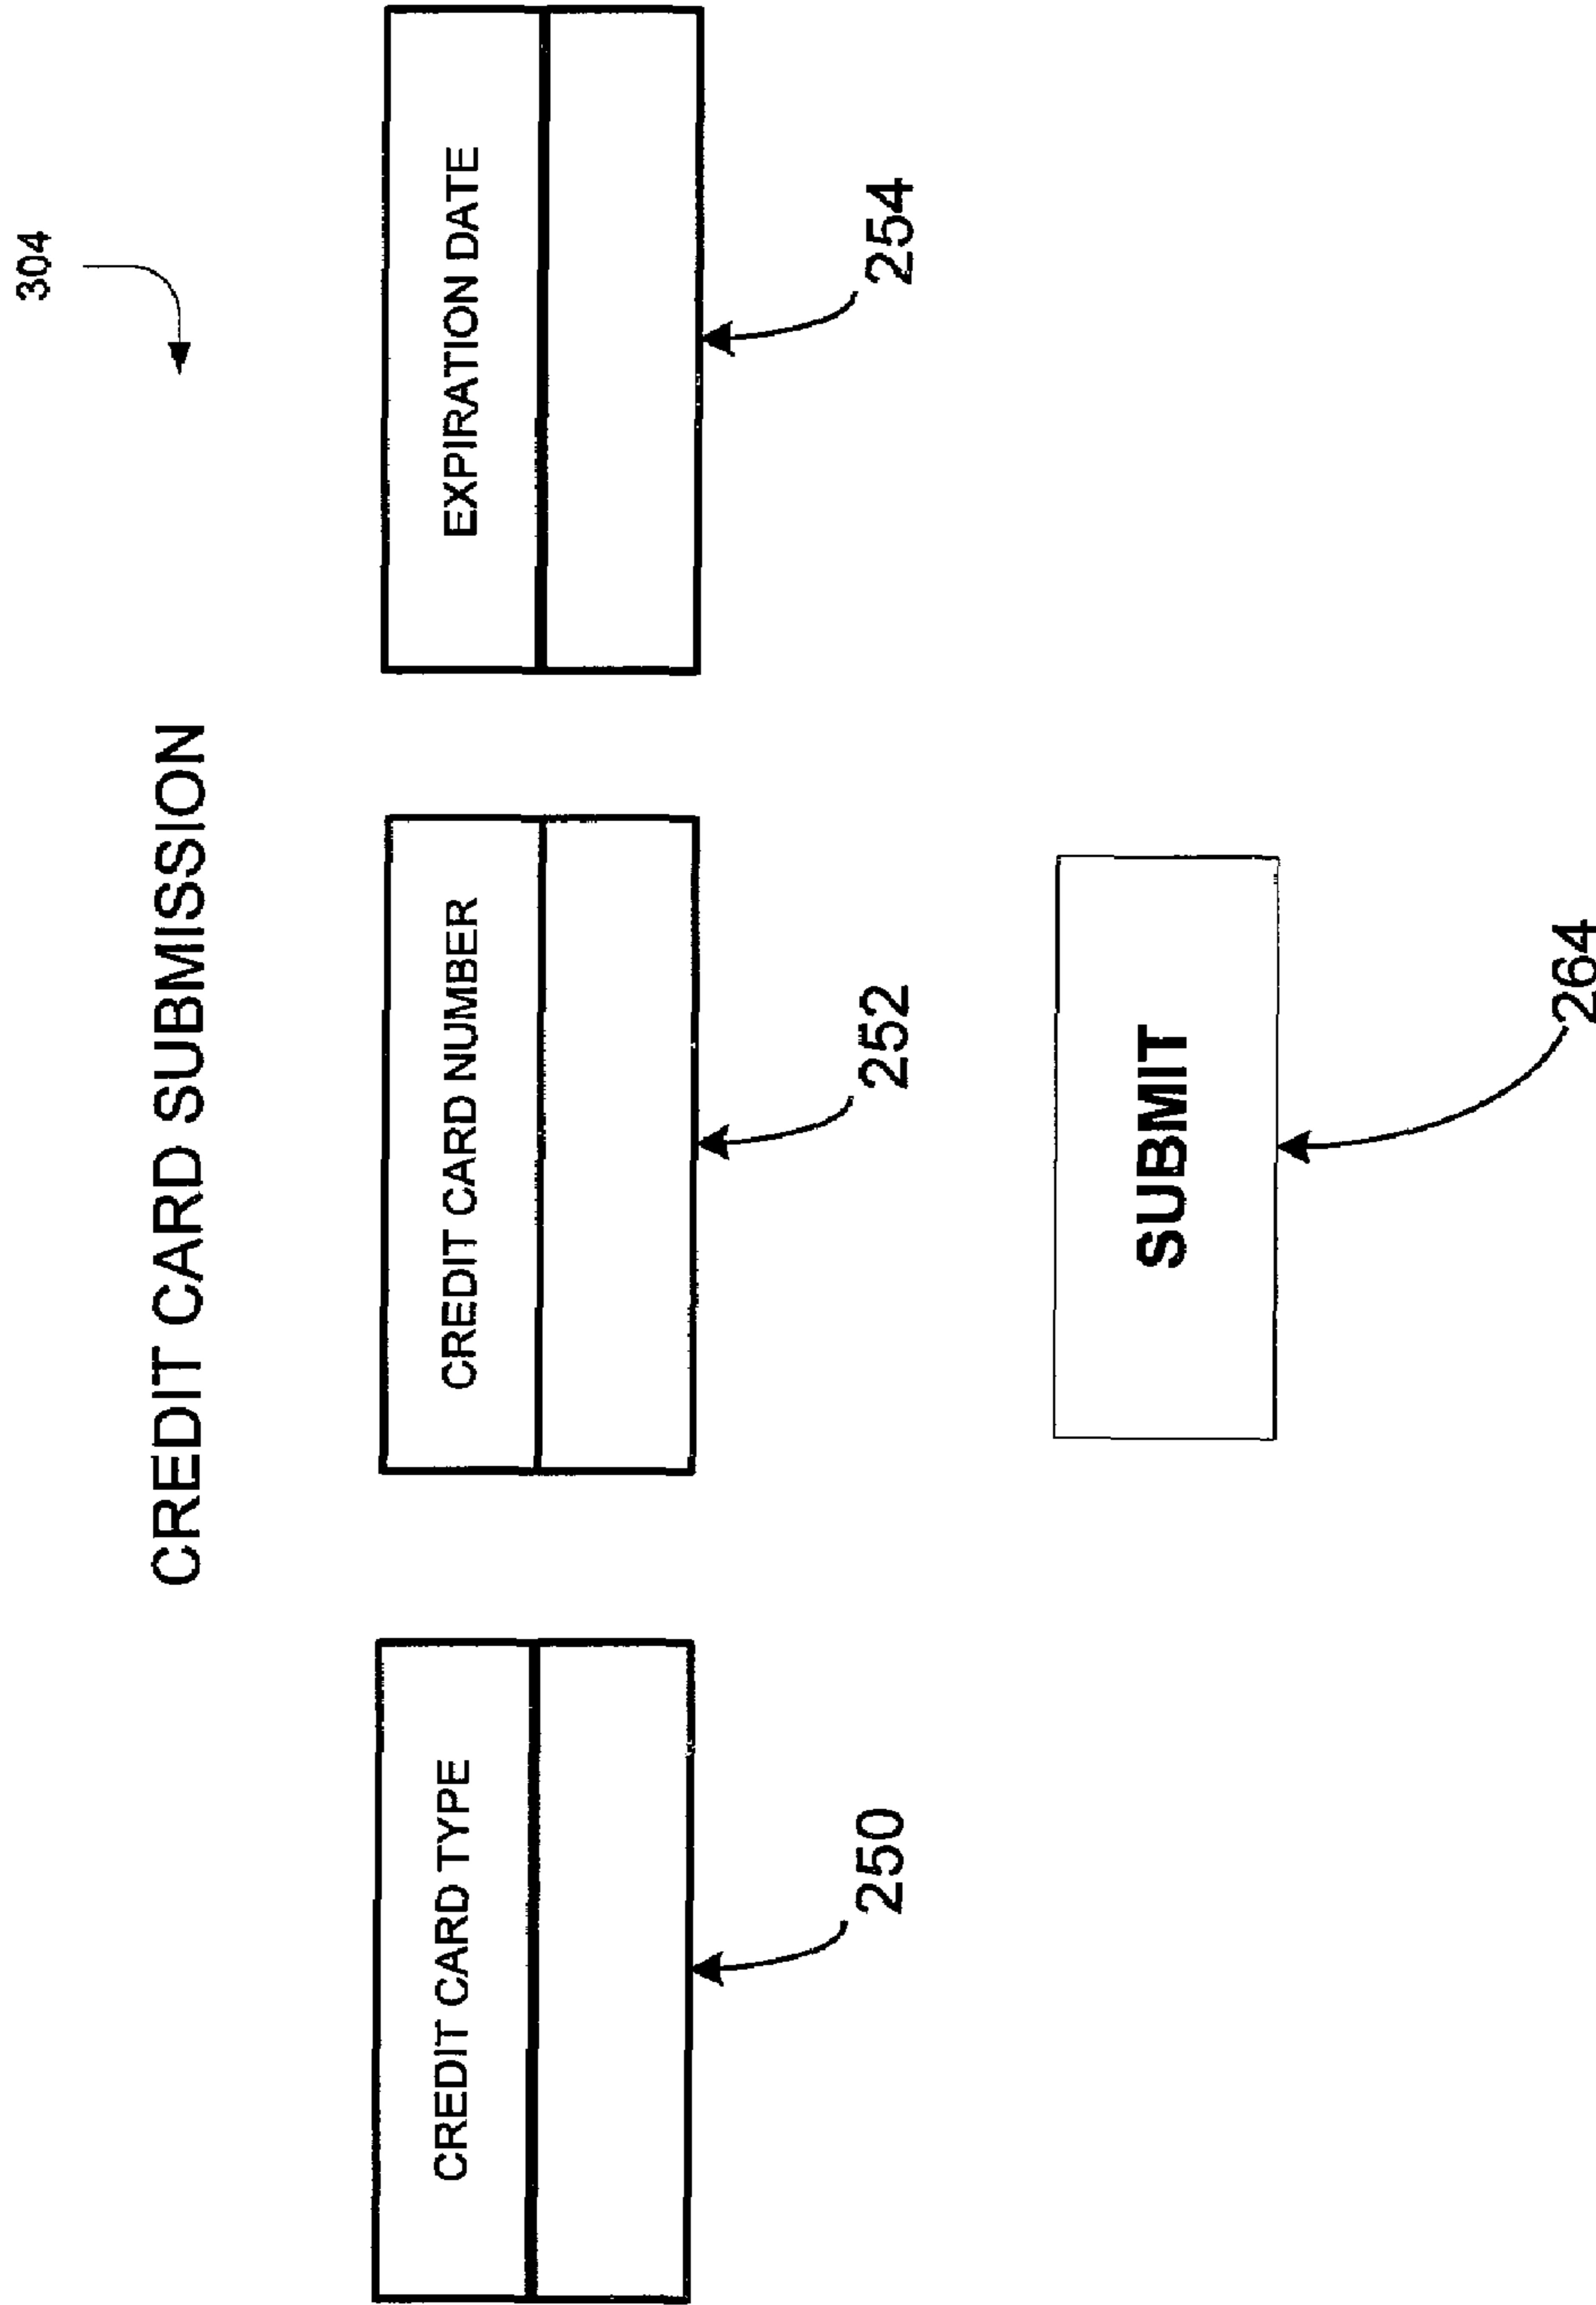 304
CREDIT CARD SUBMISSION
CREDIT CARD TYPE
CREDIT CARD NUMBER
EXPIRATION DATE
250
252
254
SUBMIT
264